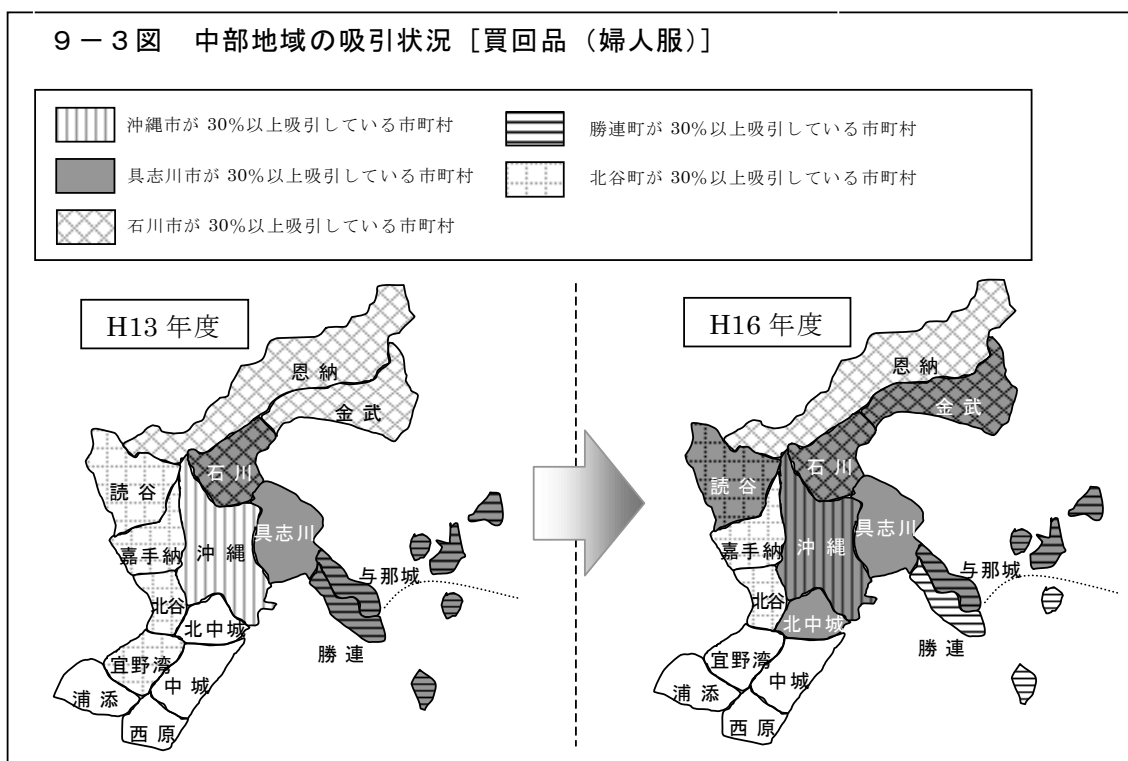 9－3図 中部地域の吸引状況［買回品（婦人服）］
沖縄市が 30%以上吸引している市町村
勝連町が 30%以上吸引している市町村
具志川市が 30%以上吸引している市町村
北谷町が 30%以上吸引している市町村
石川市が 30%以上吸引している市町村
H13 年度
恩納
金武
石川
読谷
具志川
沖縄
嘉手納
与那城
北谷
北中城
勝連
宜野湾
中城
浦添
西原
H16 年度
恩納
金武
石川
読谷
具志川
沖縄
嘉手納
与那城
北谷
北中城
勝連
宜野湾
中城
浦添
西原